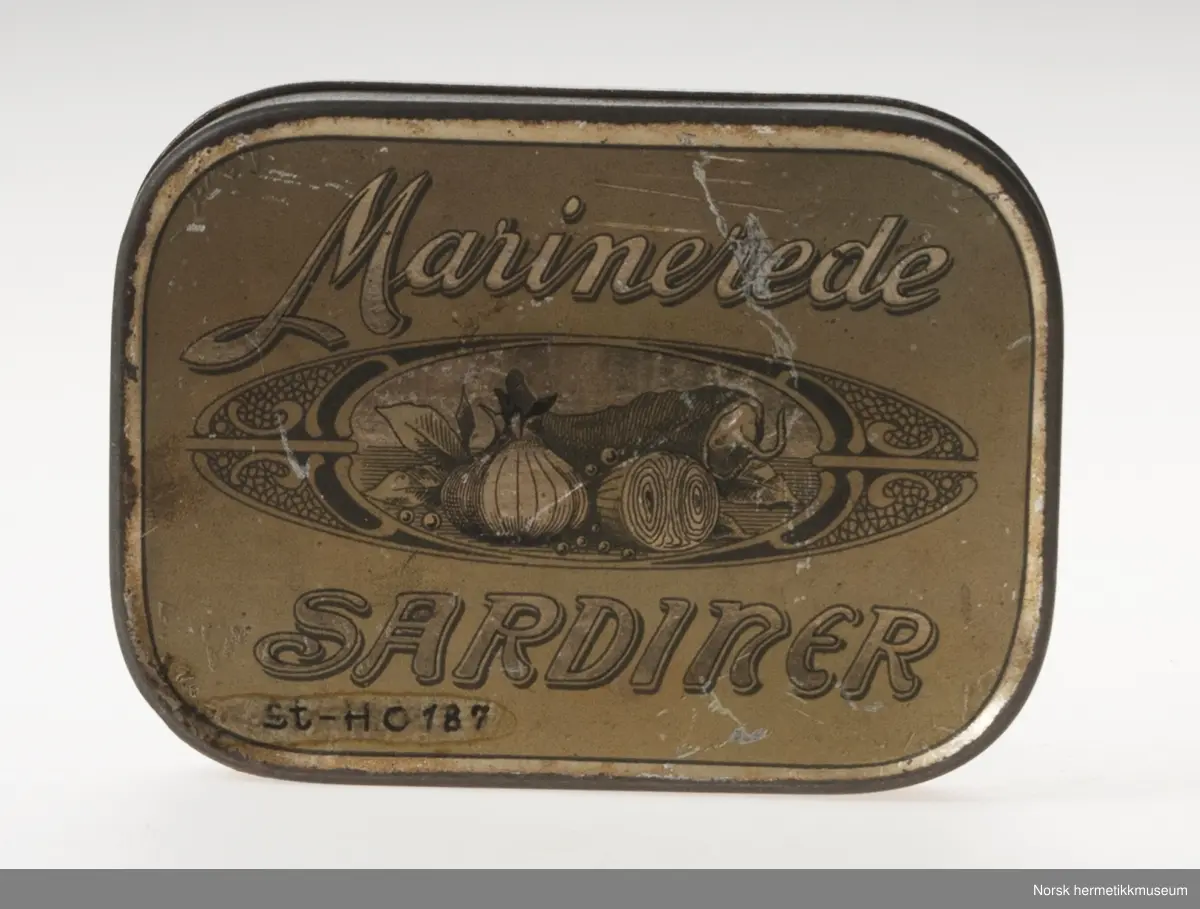 Marinerede
SARDINER
St-HO187
Norsk hermetikkmuseum